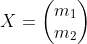 X = \begin{pmatrix} m_1 \\ m_2 \end{pmatrix}